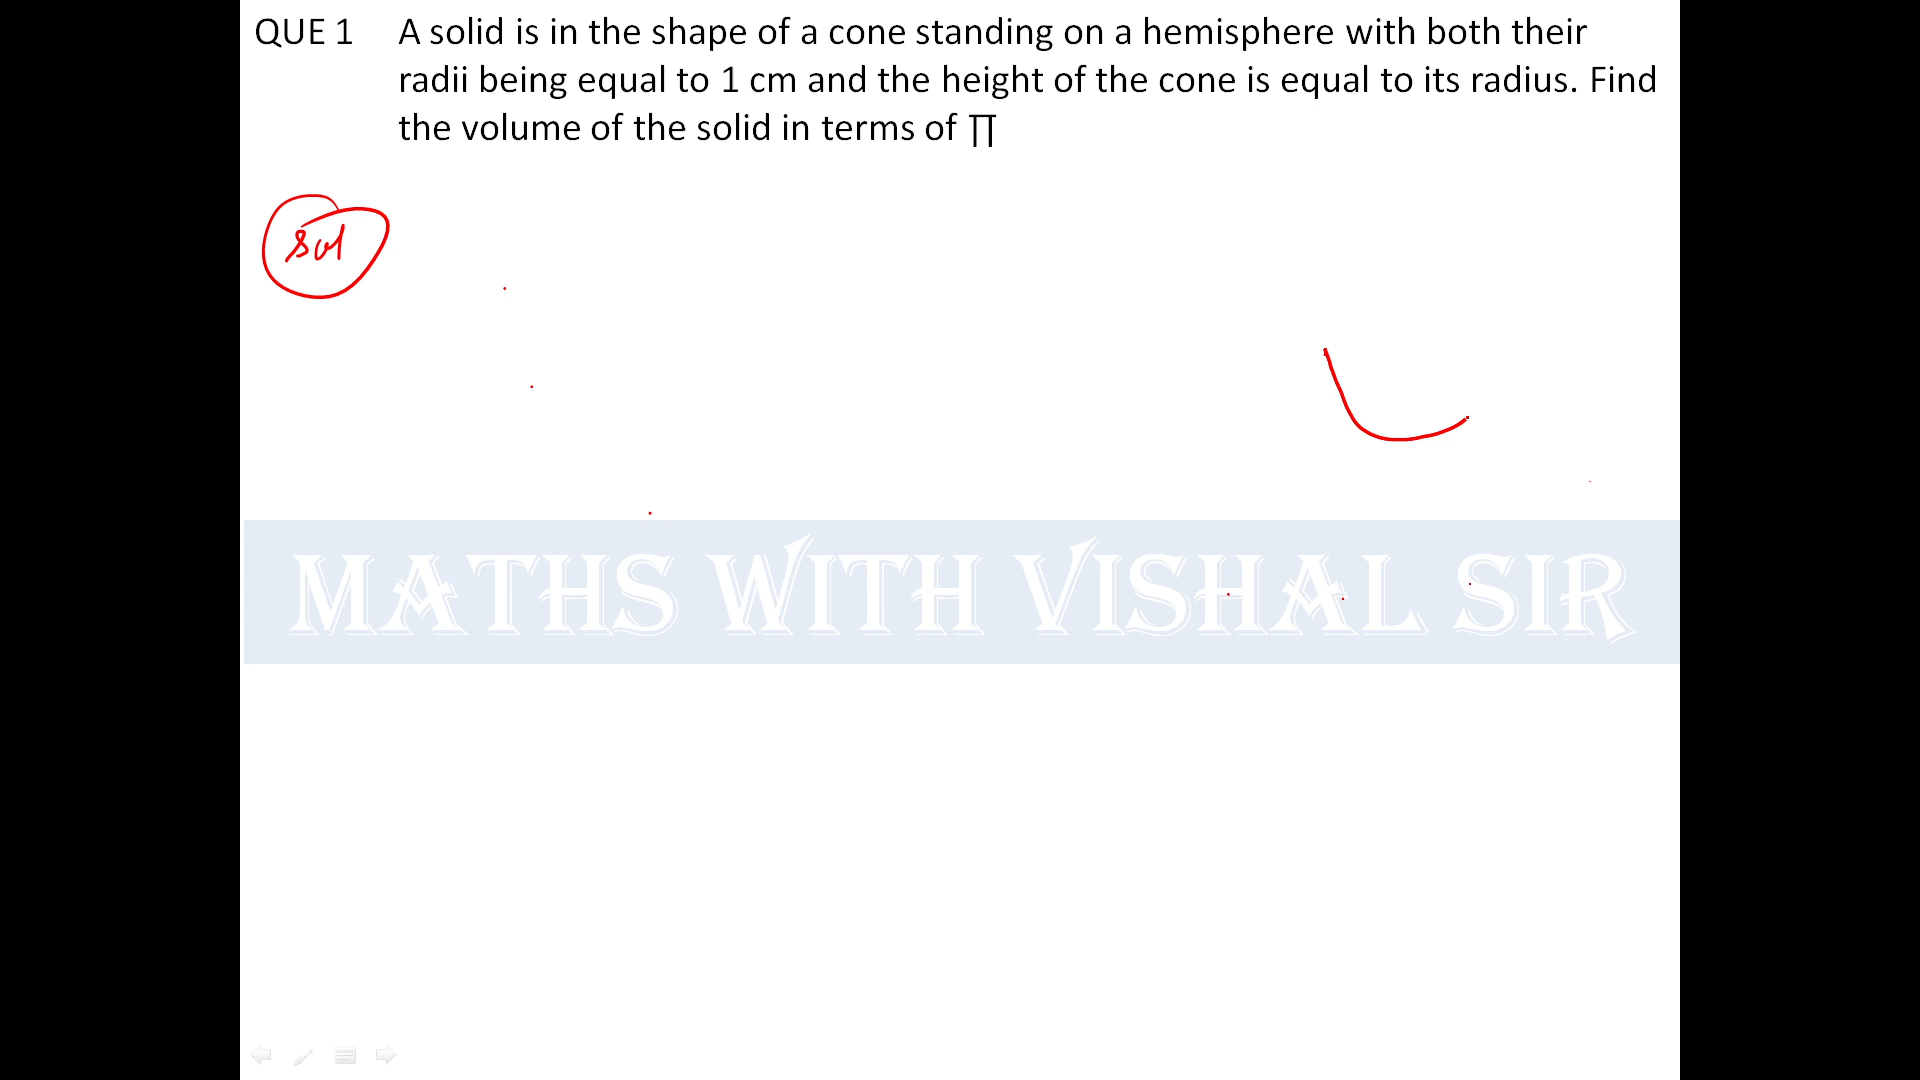 QUE 1 A solid is in the shape of a cone standing on a hemisphere with both their
radii being equal to 1 cm and the height of the cone is equal to its radius. Find
the volume of the solid in terms of ∏
Sol
MATHS WITH VISHAL SIR